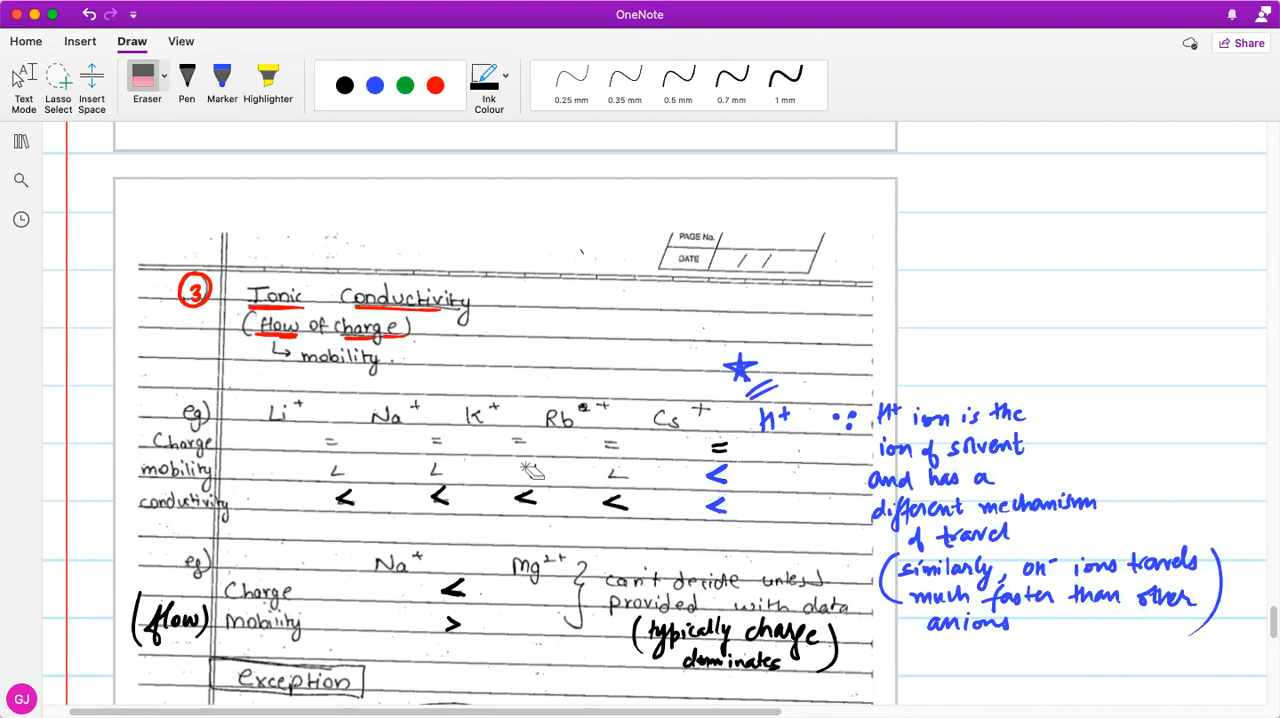 OneNote
Home Insert Draw View
Share
Text Mode
Lasso Select
Insert Space
Eraser
Pen
Marker
Highlighter
Ink Colour
0.25 mm 0.35 mm 0.5 mm 0.7 mm 1 mm
PAGE No.
DATE / /
3 Ionic Conductivity
(flow of charge)
↳ mobility.
eg) Li+ Na+ K+ Rb+ Cs+ H+ ∵ H+ ion is the
Charge = = = = = ion of solvent
mobility < < < < and has a
conductivity < < < < < different mechanism
of travel
(similarly, OH- ions travels
much faster than other
anions)
eg) Na+ Mg2+ } can't decide unless
Charge < provided with data
(flow) mobility > (typically charge
dominates)
exception
GJ